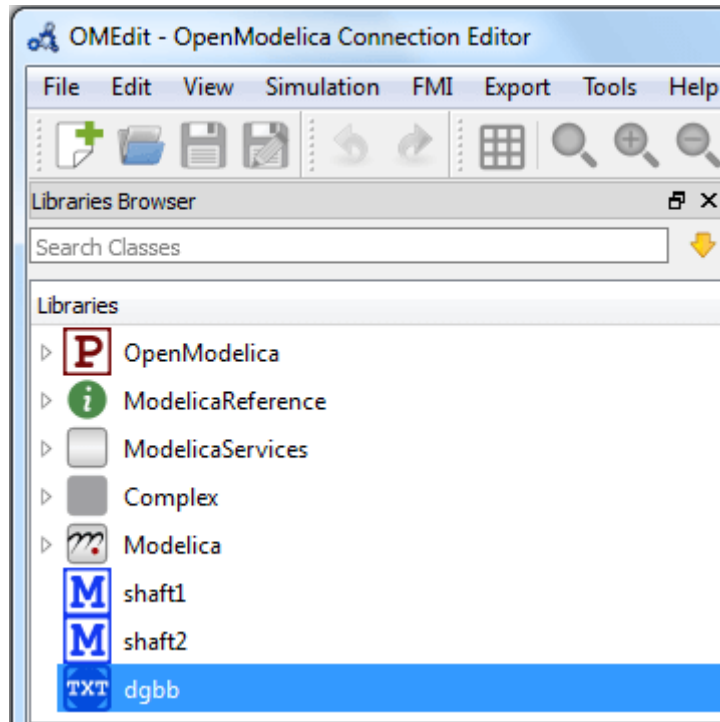 OMEdit - OpenModelica Connection Editor
File Edit View Simulation FMI Export Tools Help
Libraries Browser
Search Classes
Libraries
P OpenModelica
i ModelicaReference
ModelicaServices
Complex
m Modelica
M shaft1
M shaft2
TXT dgbb